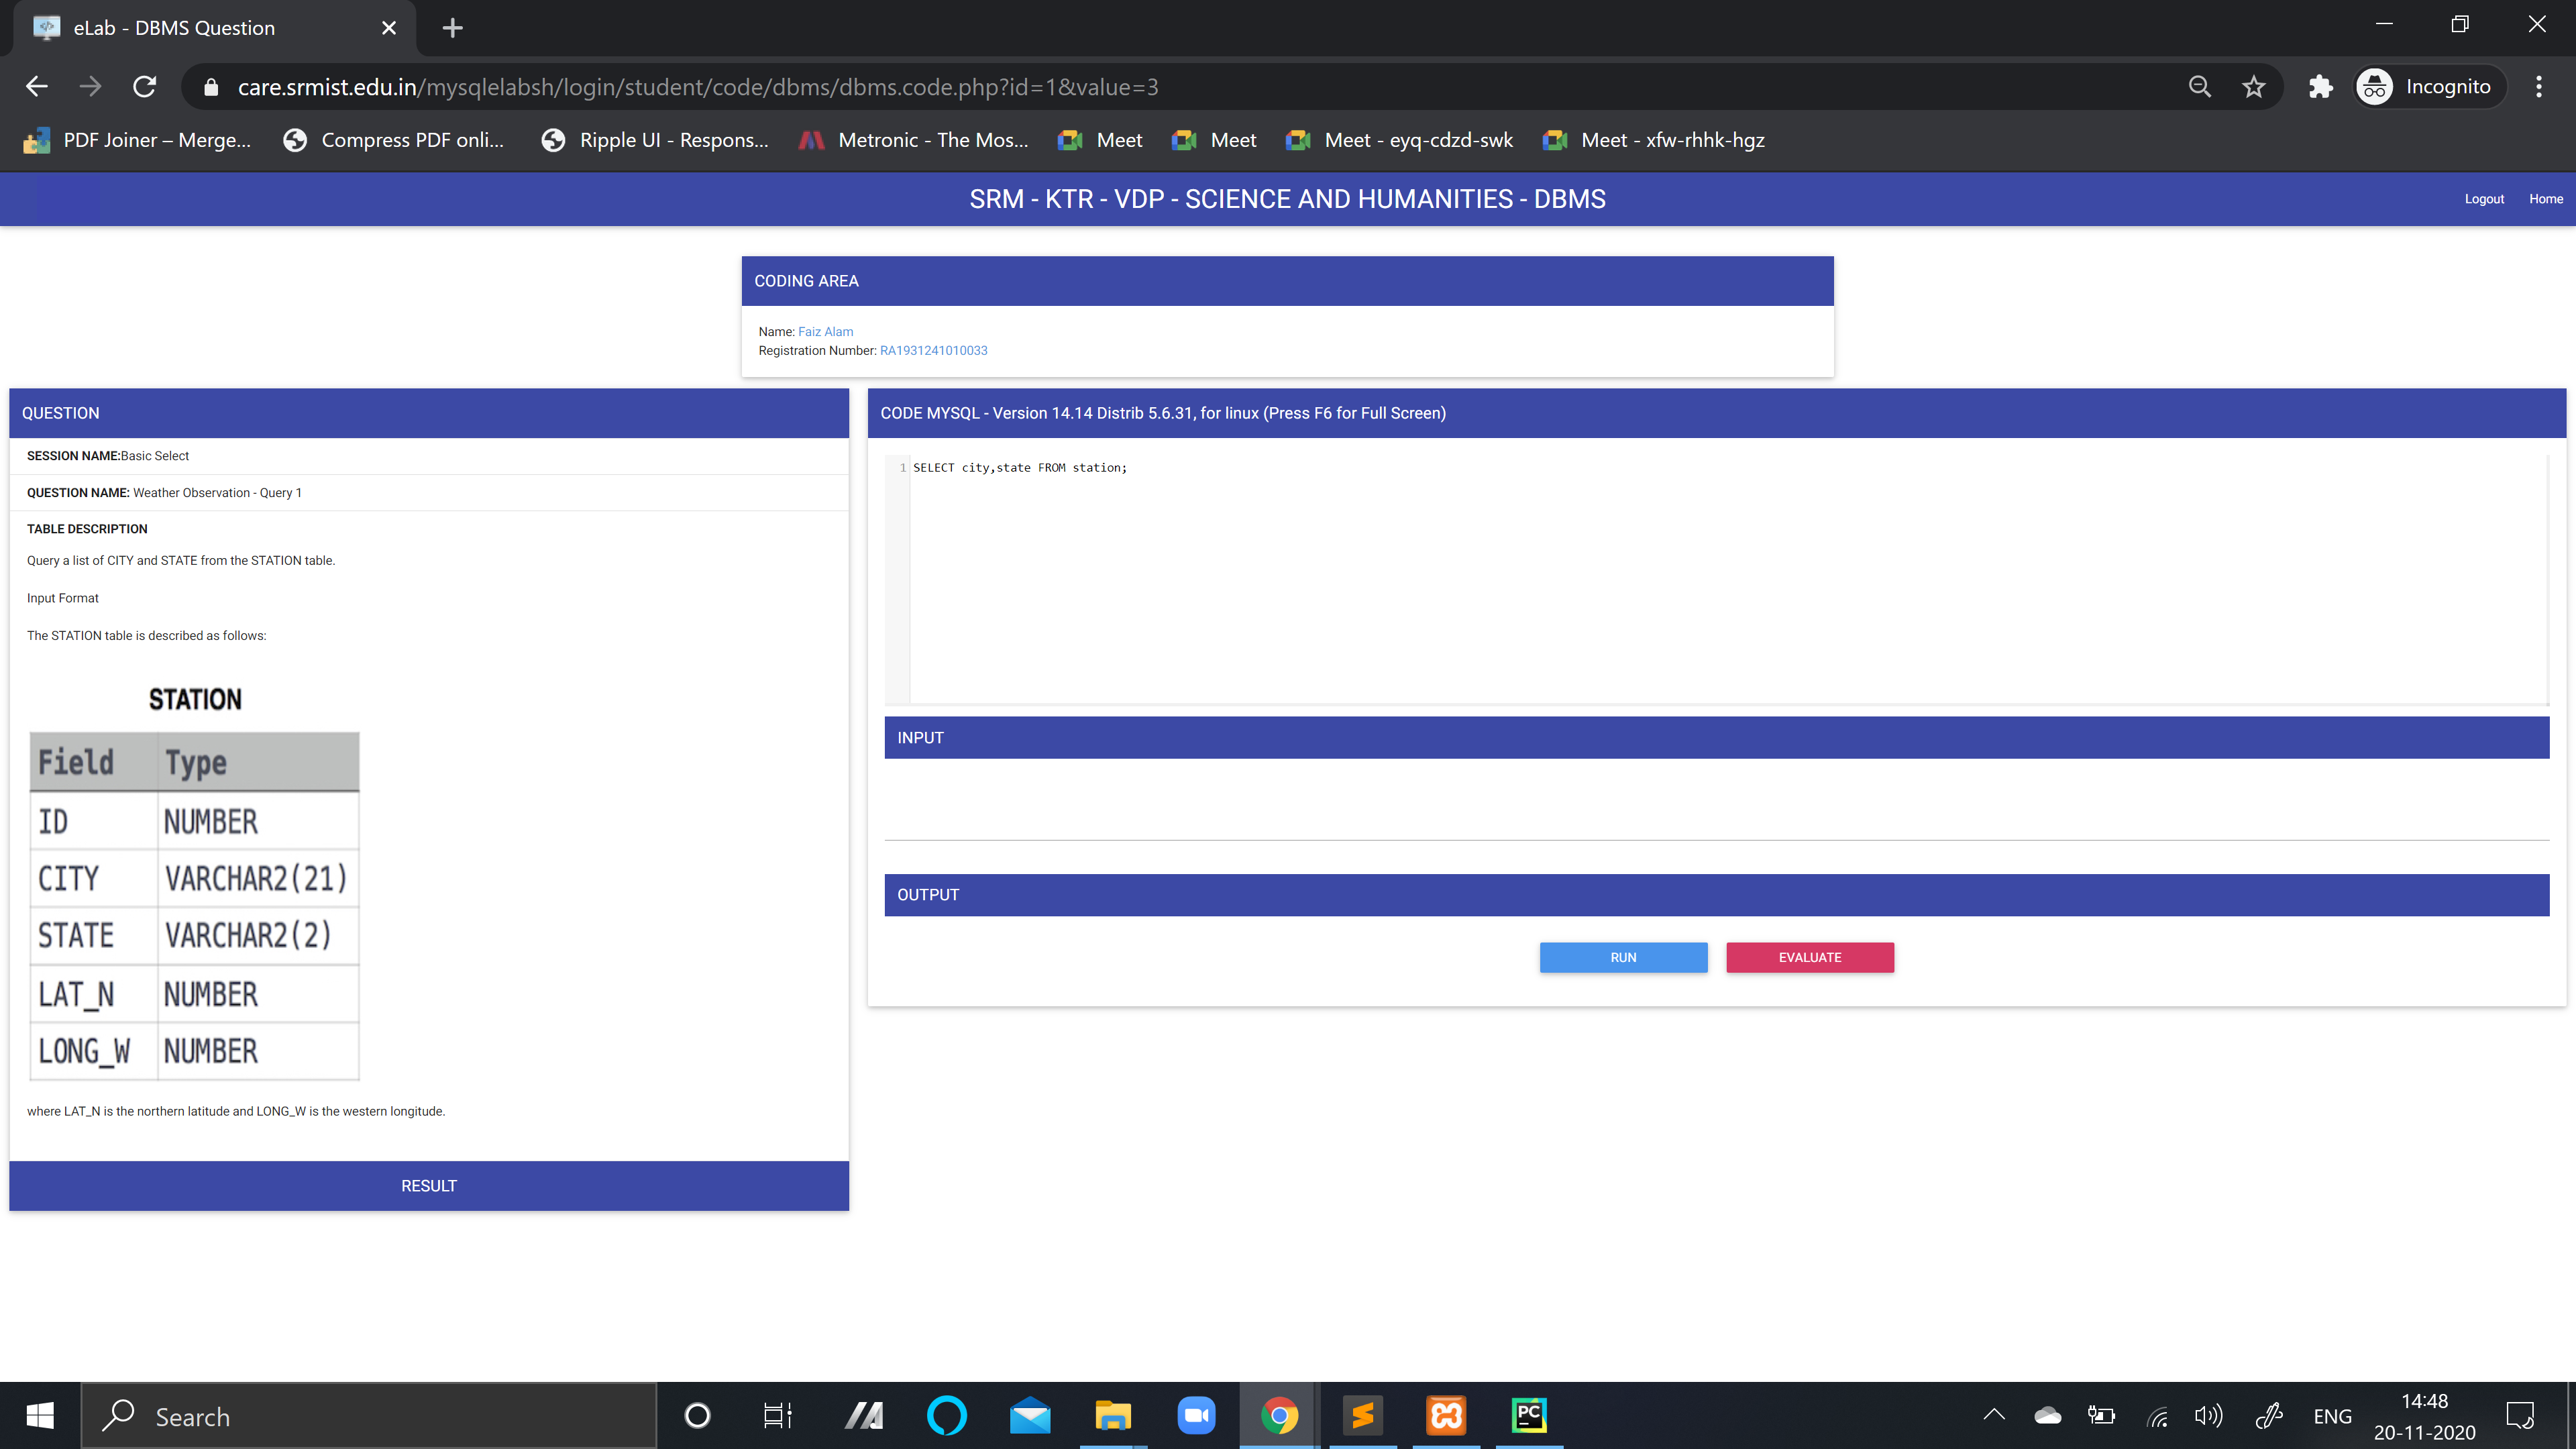 eLab - DBMS Question
care.srmist.edu.in/mysqlelabsh/login/student/code/dbms/dbms.code.php?id=1&value=3
Incognito
PDF Joiner – Merge...
Compress PDF onli...
Ripple UI - Respons...
Metronic - The Mos...
Meet
Meet
Meet - eyq-cdzd-swk
Meet - xfw-rhhk-hgz
SRM - KTR - VDP - SCIENCE AND HUMANITIES - DBMS
Logout
Home
CODING AREA
Name: Faiz Alam
Registration Number: RA1931241010033
QUESTION
SESSION NAME:Basic Select
QUESTION NAME: Weather Observation - Query 1
TABLE DESCRIPTION
Query a list of CITY and STATE from the STATION table.
Input Format
The STATION table is described as follows:
STATION
Field Type
ID NUMBER
CITY VARCHAR2(21)
STATE VARCHAR2(2)
LAT_N NUMBER
LONG_W NUMBER
where LAT_N is the northern latitude and LONG_W is the western longitude.
RESULT
CODE MYSQL - Version 14.14 Distrib 5.6.31, for linux (Press F6 for Full Screen)
1 SELECT city,state FROM station;
INPUT
OUTPUT
RUN
EVALUATE
Search
PC
ENG
14:48
20-11-2020